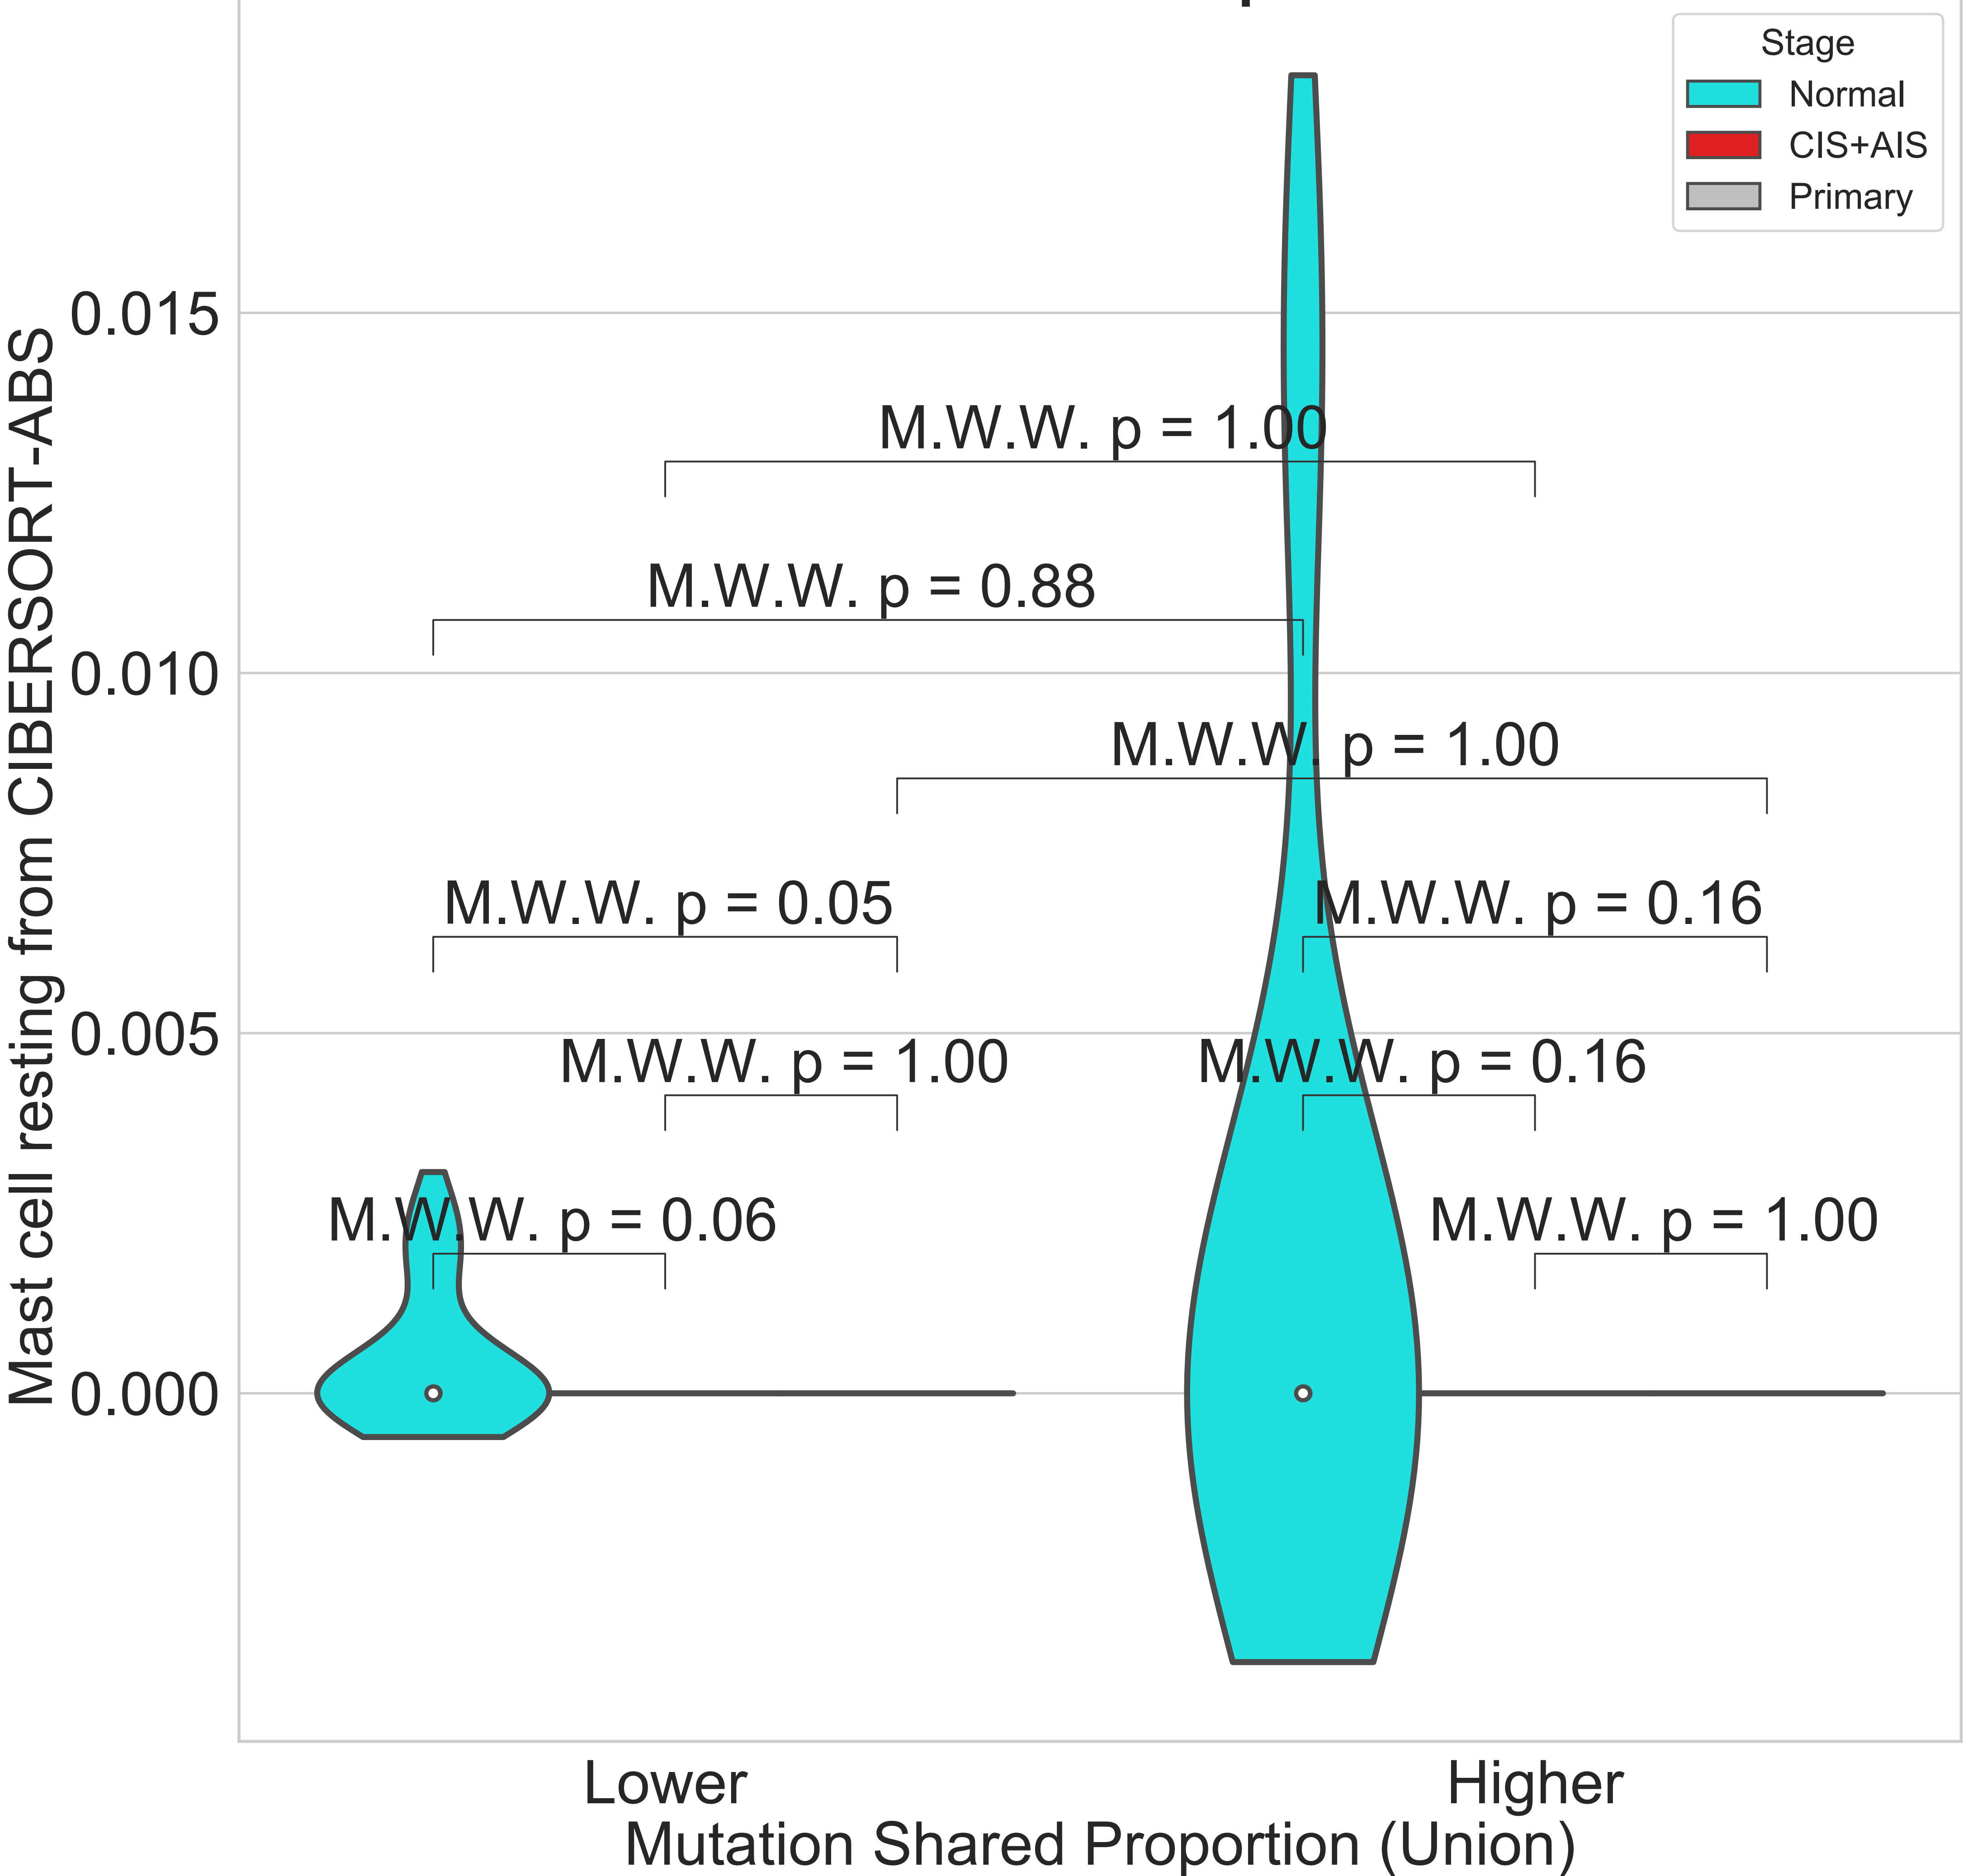 Stage
Normal
CIS+AIS
Primary
Mast cell resting from CIBERSORT-ABS
0.015
0.010
0.005
0.000
M.W.W. p = 1.00
M.W.W. p = 0.88
M.W.W. p = 1.00
M.W.W. p = 0.05
M.W.W. p = 0.16
M.W.W. p = 1.00
M.W.W. p = 0.16
M.W.W. p = 0.06
M.W.W. p = 1.00
Lower
Higher
Mutation Shared Proportion (Union)